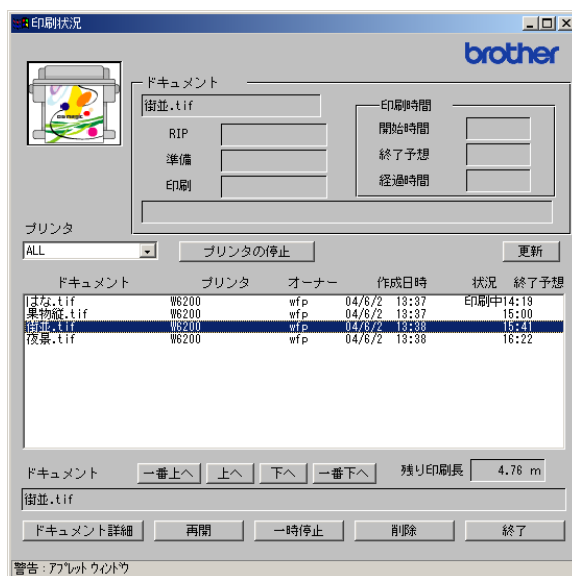 印刷状況
brother
ドキュメント
街並.tif
印刷時間
RIP
開始時間
準備
終了予想
印刷
経過時間
プリンタ
ALL
プリンタの停止
更新
ドキュメント プリンタ オーナー 作成日時 状況 終了予想
はな.tif W6200 wfp 04/6/2 13:37 印刷中14:19
果物縦.tif W6200 wfp 04/6/2 13:37 15:00
街並.tif W6200 wfp 04/6/2 13:38 15:41
夜景.tif W6200 wfp 04/6/2 13:38 16:22
ドキュメント 一番上へ 上へ 下へ 一番下へ 残り印刷長 4.76 m
街並.tif
ドキュメント詳細 再開 一時停止 削除 終了
警告 : アプレット ウィンドウ